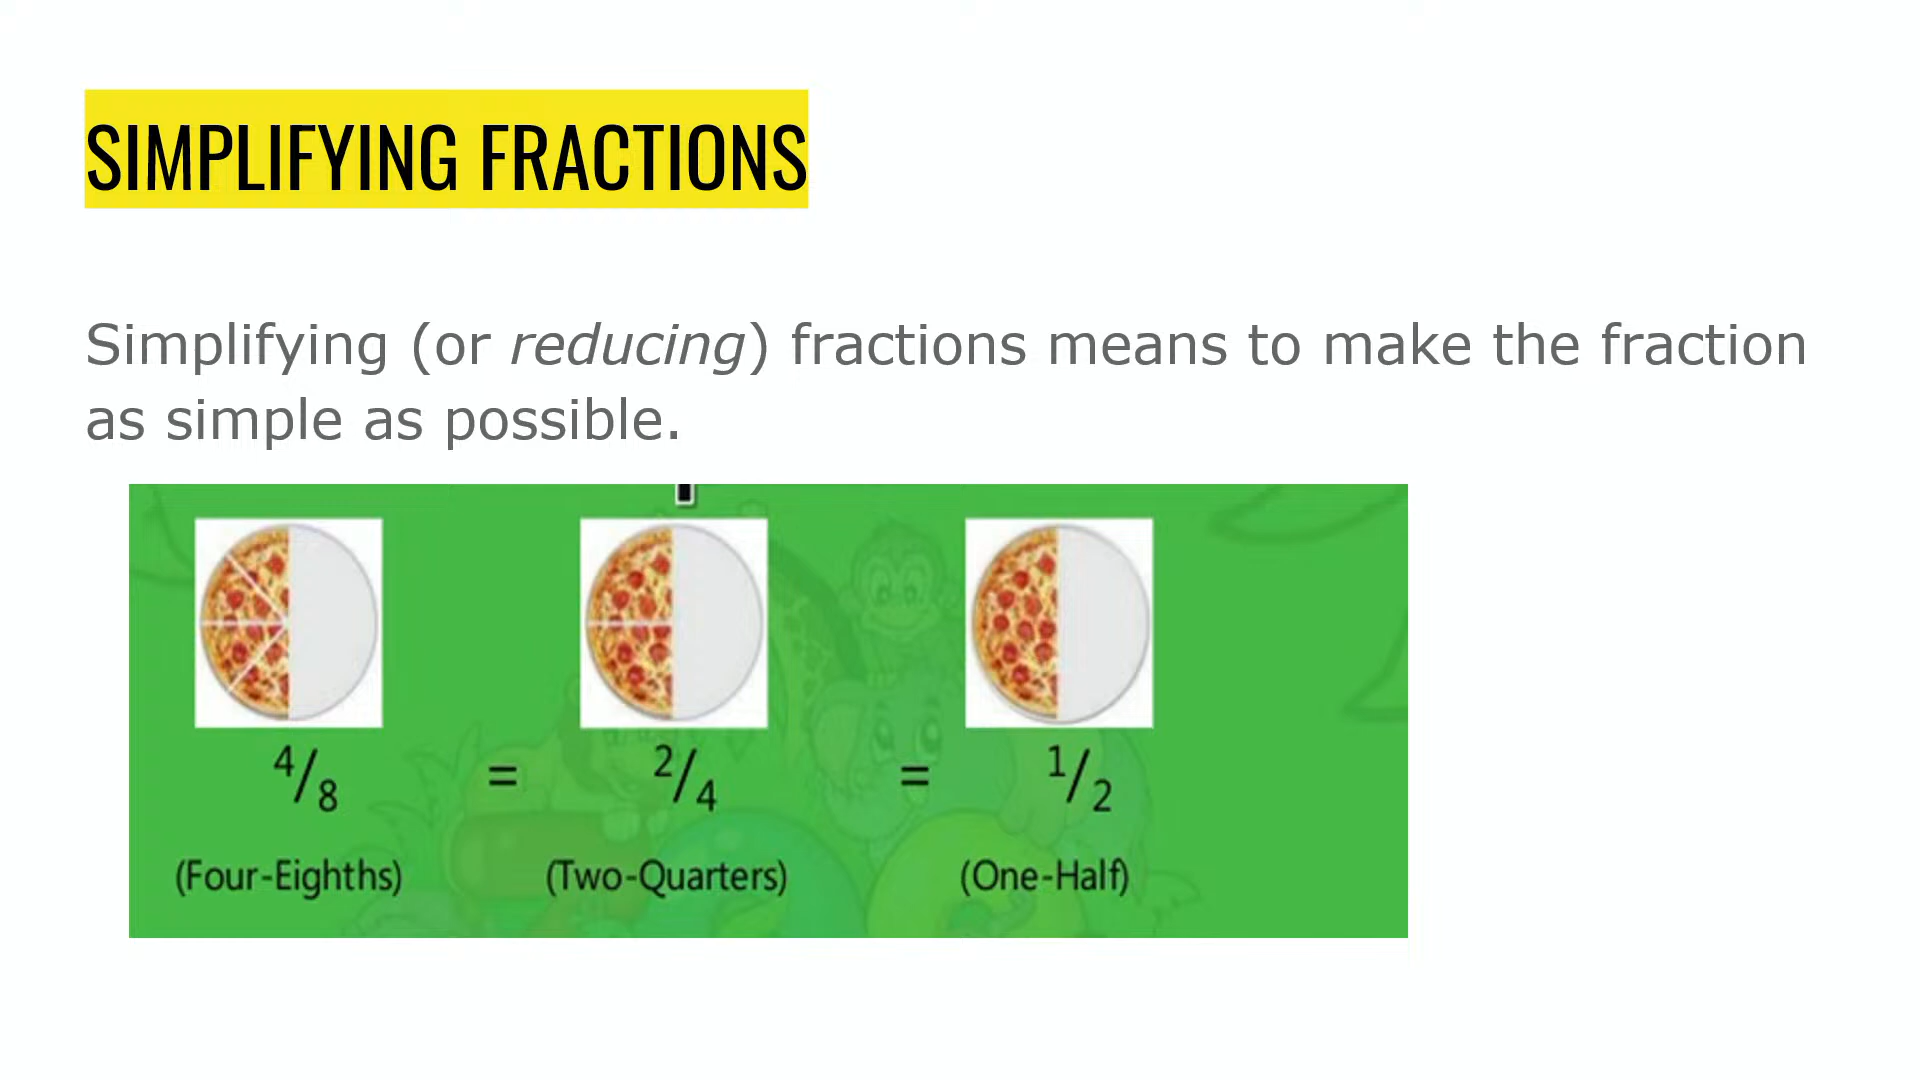 SIMPLIFYING FRACTIONS
Simplifying (or reducing) fractions means to make the fraction
as simple as possible.
4/8 = 2/4 = 1/2
(Four-Eighths) (Two-Quarters) (One-Half)